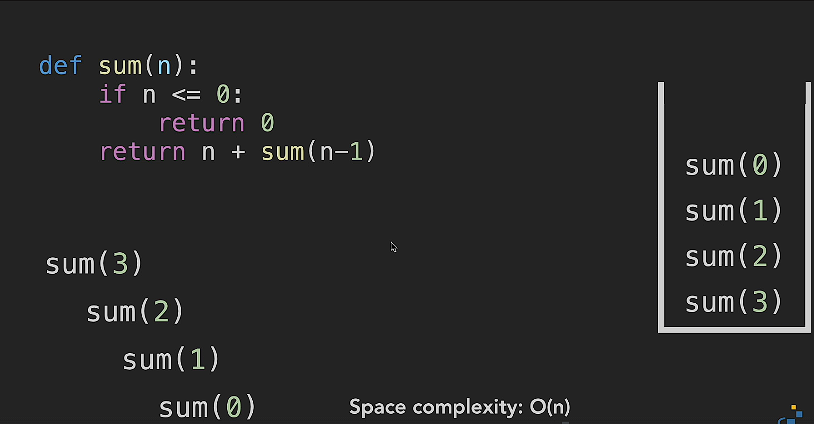 def sum(n):
    if n <= 0:
        return 0
    return n + sum(n-1)
sum(3)
sum(2)
sum(1)
sum(0)
sum(0)
sum(1)
sum(2)
sum(3)
Space complexity: O(n)